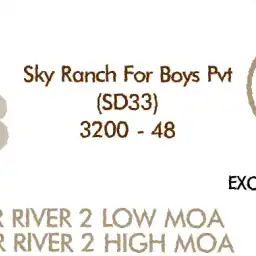 Sky Ranch For Boys Pvt
(SD33)
3200 - 48
EXC
R RIVER 2 LOW MOA
R RIVER 2 HIGH MOA